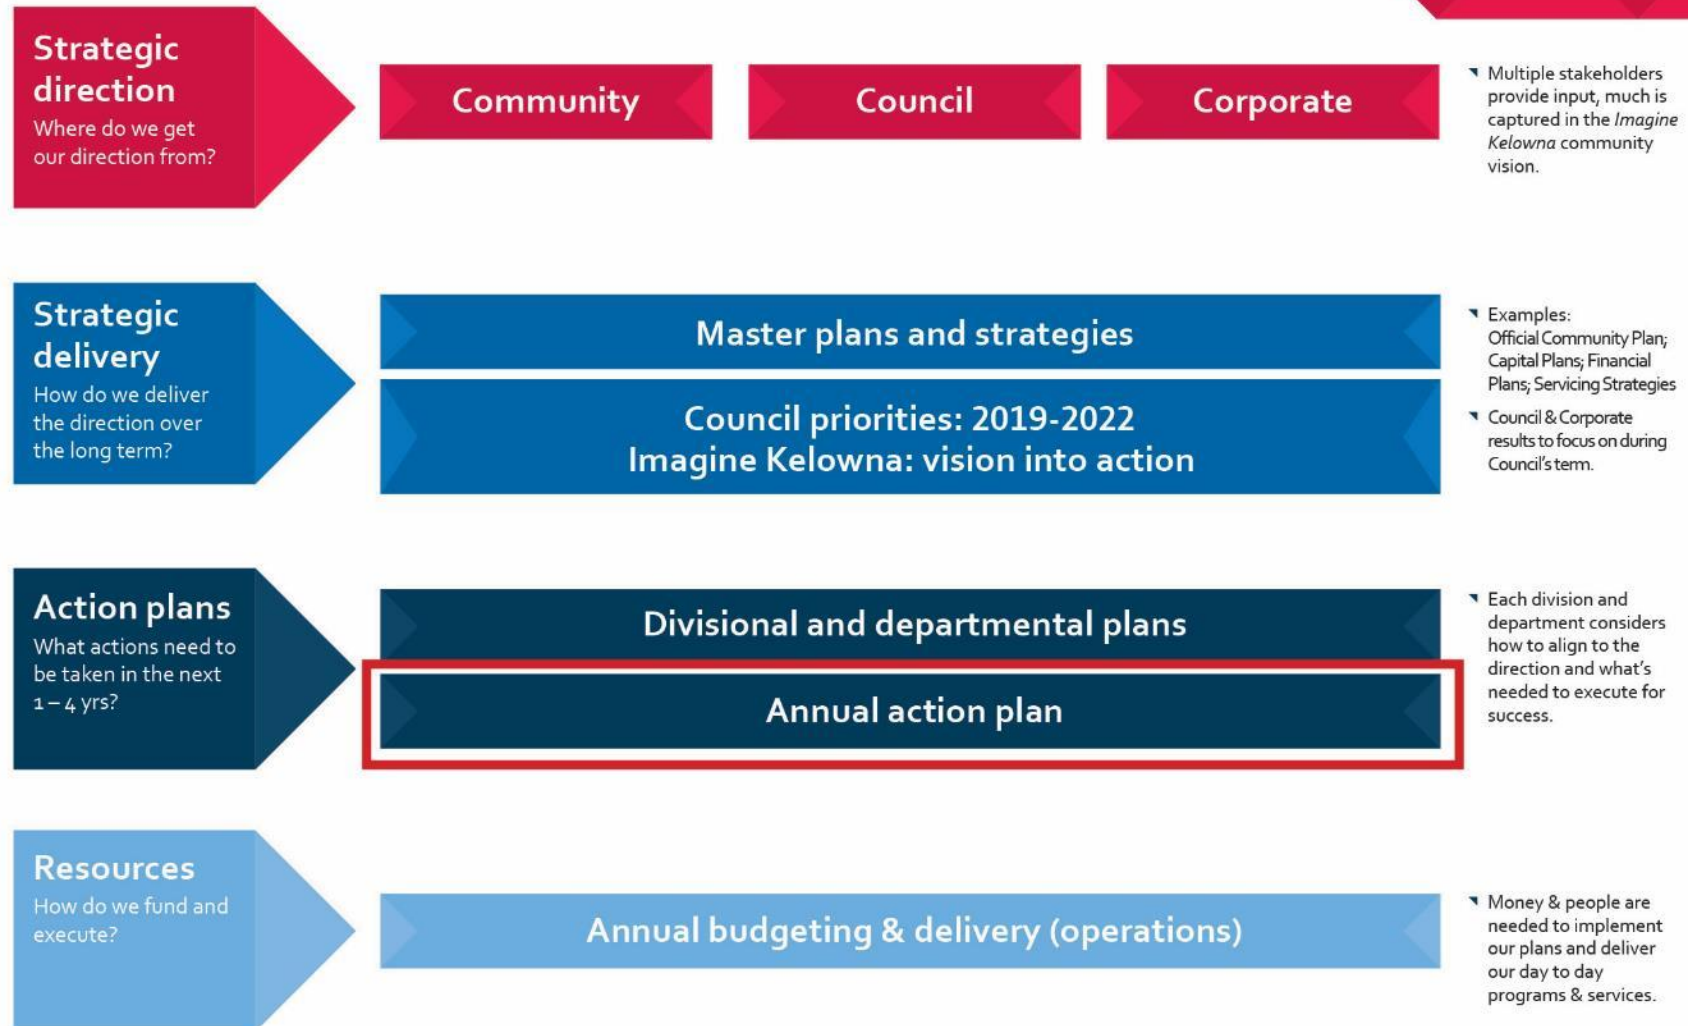 Strategic
direction
Where do we get
our direction from?
Community
Council
Corporate
Multiple stakeholders
provide input, much is
captured in the Imagine
Kelowna community
vision.
Strategic
delivery
How do we deliver
the direction over
the long term?
Master plans and strategies
Council priorities: 2019-2022
Imagine Kelowna: vision into action
Examples:
Official Community Plan;
Capital Plans; Financial
Plans; Servicing Strategies
Council & Corporate
results to focus on during
Council's term.
Action plans
What actions need to
be taken in the next
1 – 4 yrs?
Divisional and departmental plans
Annual action plan
Each division and
department considers
how to align to the
direction and what's
needed to execute for
success.
Resources
How do we fund and
execute?
Annual budgeting & delivery (operations)
Money & people are
needed to implement
our plans and deliver
our day to day
programs & services.